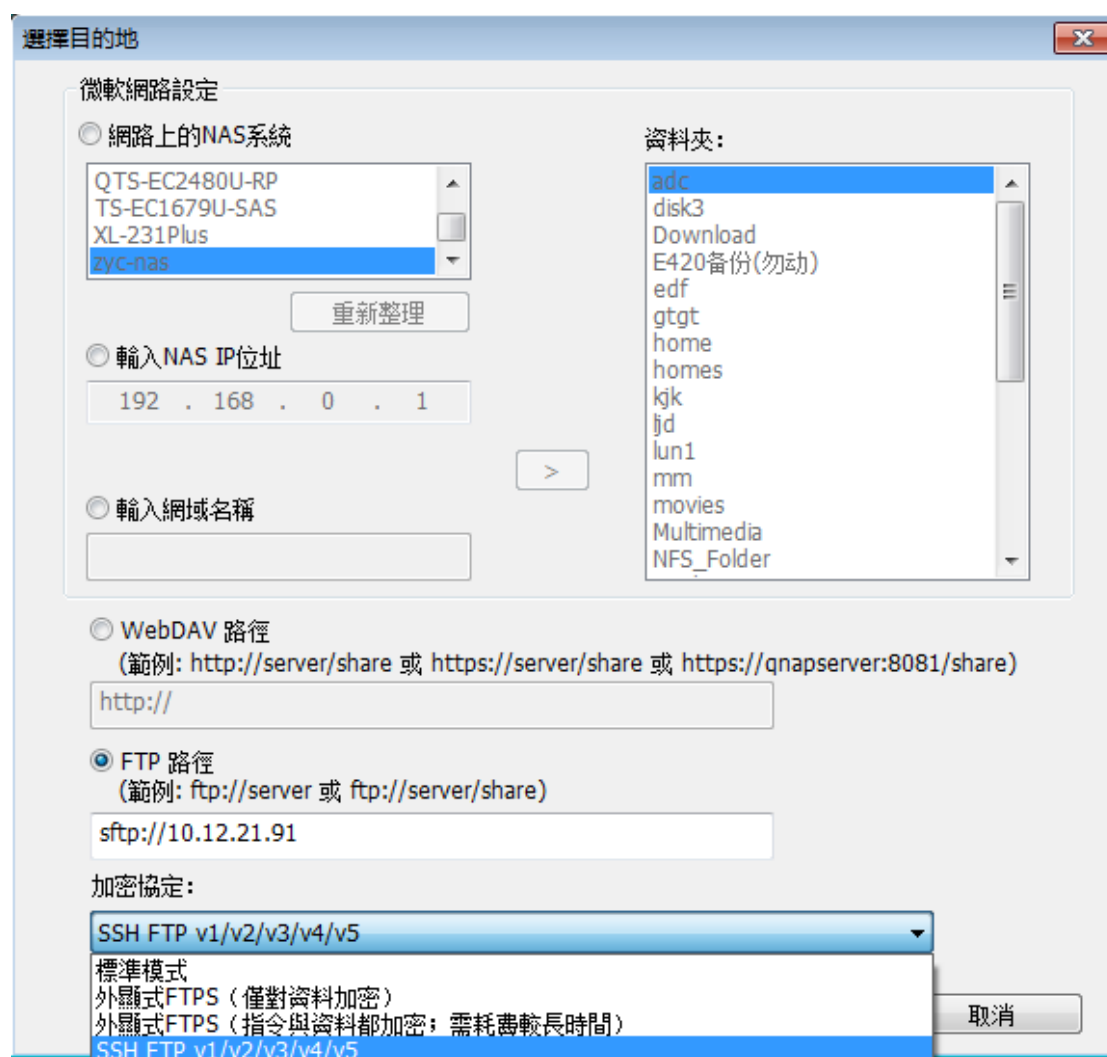 選擇目的地
微軟網路設定
網路上的NAS系統
QTS-EC2480U-RP
TS-EC1679U-SAS
XL-231Plus
zyc-nas
重新整理
輸入NAS IP位址
192 . 168 . 0 . 1
>
輸入網域名稱
資料夾:
adc
disk3
Download
E420备份(勿动)
edf
gtgt
home
homes
kjk
ljd
lun1
mm
movies
Multimedia
NFS_Folder
WebDAV 路徑
(範例: http://server/share 或 https://server/share 或 https://qnapserver:8081/share)
http://
FTP 路徑
(範例: ftp://server 或 ftp://server/share)
sftp://10.12.21.91
加密協定:
SSH FTP v1/v2/v3/v4/v5
標準模式
外顯式FTPS（僅對資料加密）
外顯式FTPS（指令與資料都加密；需耗費較長時間）
SSH FTP v1/v2/v3/v4/v5
取消